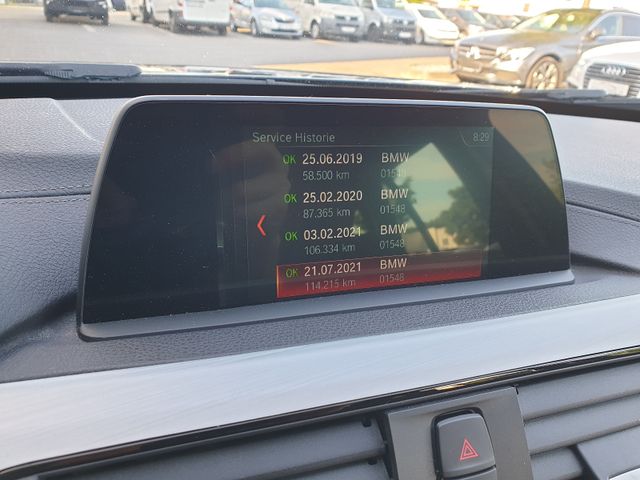 Service Historie 8:29
OK 25.06.2019 BMW
58.500 km 01548
OK 25.02.2020 BMW
87.365 km 01548
OK 03.02.2021 BMW
106.334 km 01548
OK 21.07.2021 BMW
114.215 km 01548